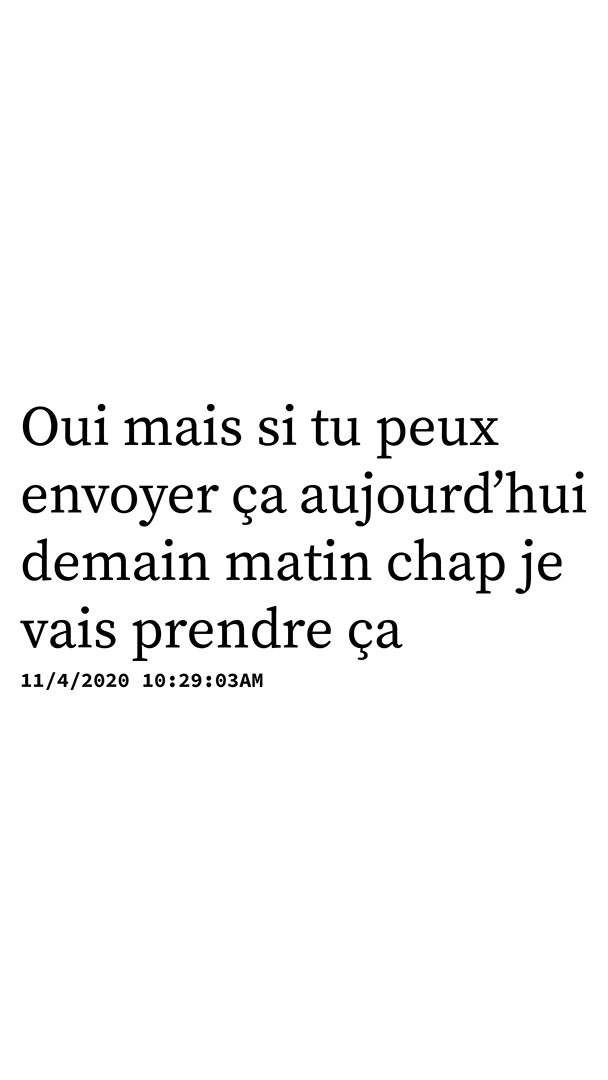 Oui mais si tu peux
envoyer ça aujourd’hui
demain matin chap je
vais prendre ça
11/4/2020 10:29:03AM